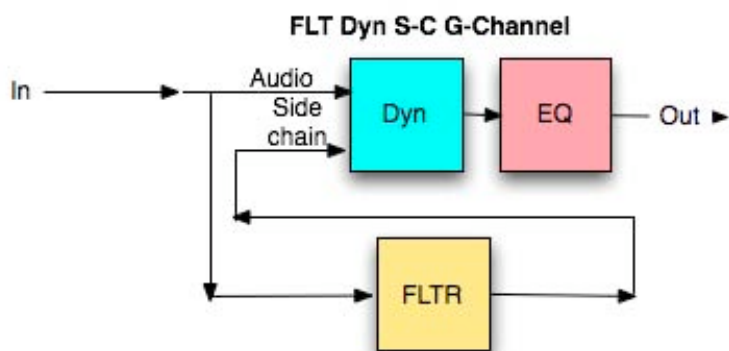 FLT Dyn S-C G-Channel
In
Audio
Side
chain
Dyn
EQ
Out
FLTR